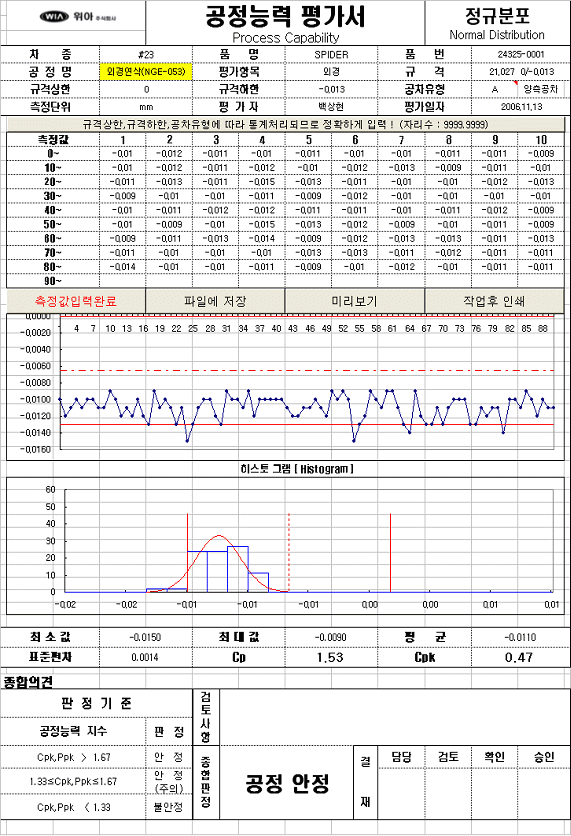 WIA 위아 주식회사
공정능력 평가서
Process Capability
정규분포
Normal Distribution
차 종 #23 품 명 SPIDER 품 번 24325-0001
공 정 명 외경연삭(NGE-053) 평가항목 외경 규 격 21,027 0/-0,013
규격상한 0 규격하한 -0,013 공차유형 A 양측공차
측정단위 mm 평 가 자 백상현 평가일자 2006,11,13
규격상한,규격하한,공차유형에 따라 통계처리되므로 정확하게 입력 ! (자리수 : 9999,9999)
측정값 1 2 3 4 5 6 7 8 9 10
0~ -0,01 -0,012 -0,011 -0,01 -0,011 -0,01 -0,01 -0,011 -0,011 -0,009
10~ -0,01 -0,012 -0,011 -0,011 -0,01 -0,012 -0,013 -0,009 -0,011 -0,01
20~ -0,011 -0,013 -0,011 -0,015 -0,013 -0,011 -0,009 -0,01 -0,012 -0,013
30~ -0,009 -0,01 -0,01 -0,011 -0,009 -0,01 -0,01 -0,01 -0,01 -0,01
40~ -0,01 -0,011 -0,012 -0,012 -0,011 -0,01 -0,01 -0,011 -0,012 -0,009
50~ -0,01 -0,009 -0,01 -0,015 -0,013 -0,012 -0,01 -0,01 -0,012 -0,009
60~ -0,009 -0,011 -0,013 -0,014 -0,009 -0,012 -0,013 -0,013 -0,011 -0,013
70~ -0,011 -0,01 -0,01 -0,011 -0,01 -0,013 -0,013 -0,011 -0,012 -0,011
80~ -0,014 -0,01 -0,01 -0,011 -0,009 -0,01 -0,012 -0,01 -0,011 -0,011
90~
측정값입력완료 파일에 저장 미리보기 작업후 인쇄
0,0000
4 7 10 13 16 19 22 25 28 31 34 37 40 43 46 49 52 55 58 61 64 67 70 73 76 79 82 85 88
-0,0020
-0,0040
-0,0060
-0,0080
-0,0100
-0,0120
-0,0140
-0,0160
히스토 그램 [ Histogram ]
60
50
40
30
20
10
0
-0,02 -0,02 -0,01 -0,01 -0,01 0,00 0,00 0,01 0,01
최 소 값 -0.0150 최 대 값 -0.0090 평 균 -0.0110
표준편차 0.0014 Cp 1.53 Cpk 0.47
종합의견
판 정 기 준
공정능력 지수 판 정
Cpk,Ppk > 1.67 안 정
1.33≤Cpk,Ppk≤1.67 안 정
(주의)
Cpk,Ppk < 1.33 불안정
검토사항
종합판정
공정 안정
결 재
담당 검토 확인 승인